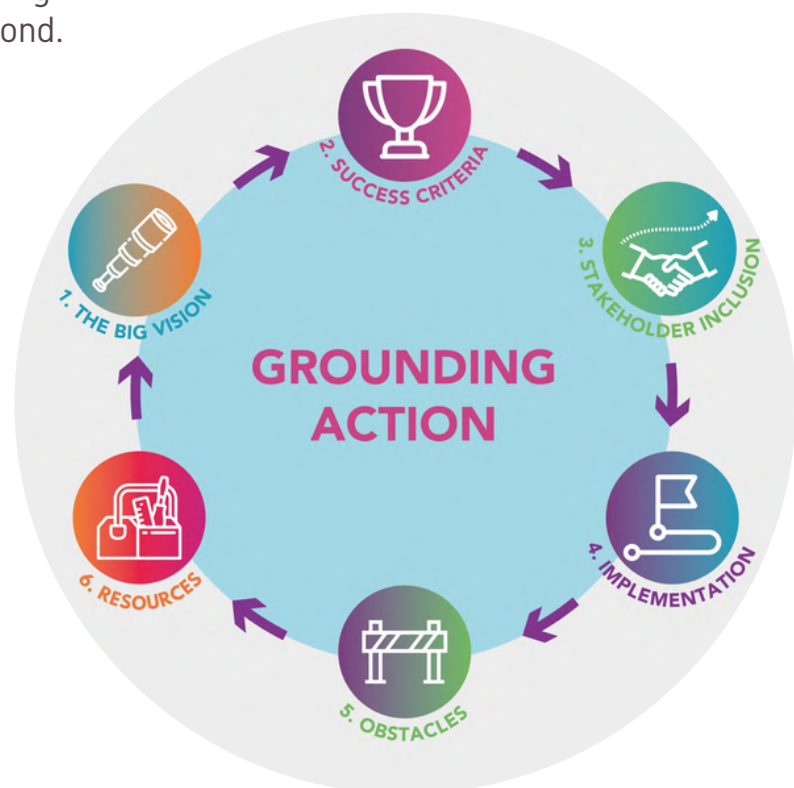 ond.
2. SUCCESS CRITERIA
3. STAKEHOLDER INCLUSION
1. THE BIG VISION
GROUNDING
ACTION
4. IMPLEMENTATION
6. RESOURCES
5. OBSTACLES